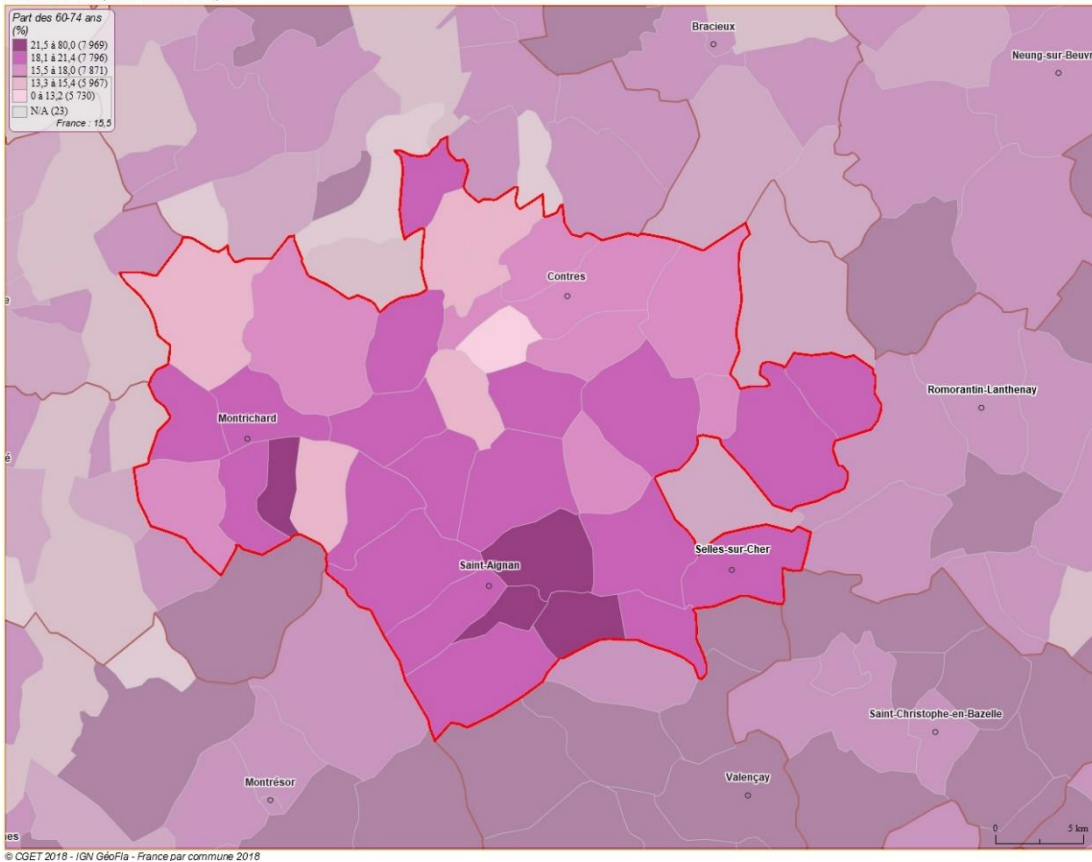 Part des 60-74 ans
(%)
21,5 à 80,0 (7 969)
18,1 à 21,4 (7 796)
15,5 à 18,0 (7 871)
13,3 à 15,4 (5 967)
0 à 13,2 (5 730)
N/A (23)
France : 15,5
Bracieux
Neung-sur-Beuvr
Contres
Romorantin-Lanthenay
Montrichard
é
Selles-sur-Cher
Saint-Aignan
Saint-Christophe-en-Bazelle
Montrésor
Valençay
es
0 5 km
© CGET 2018 - IGN GéoFla - France par commune 2018